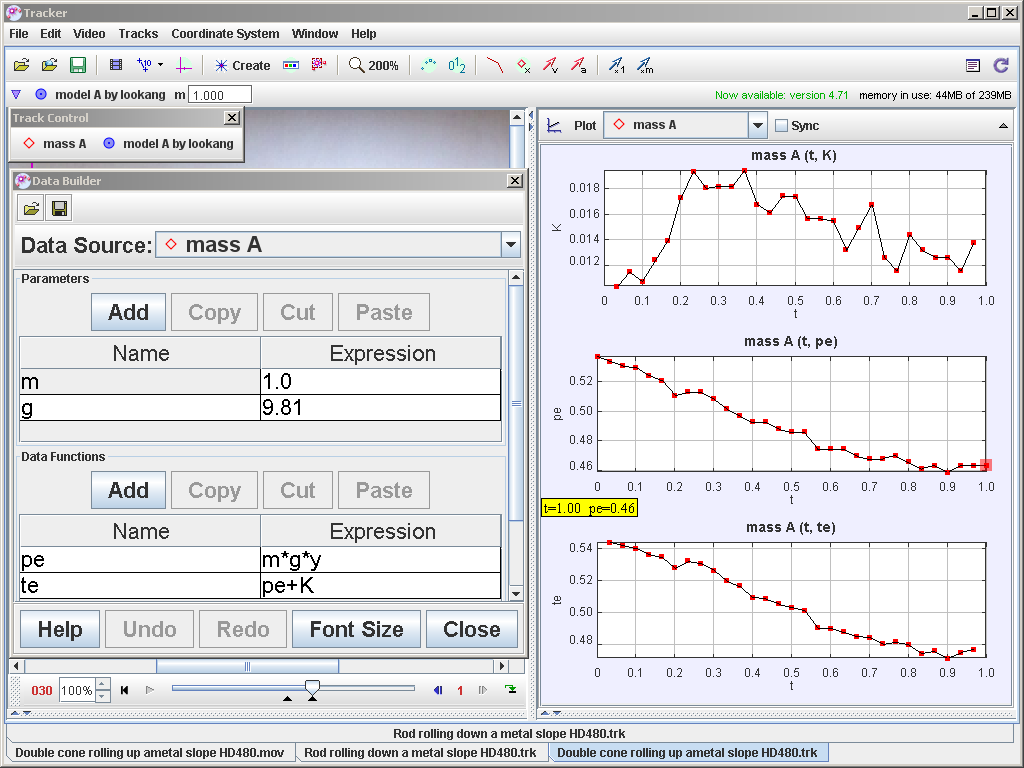 Tracker
File Edit Video Tracks Coordinate System Window Help
Create 200%
model A by lookang m 1.000 Now available: version 4.71 memory in use: 44MB of 239MB
Track Control
mass A model A by lookang
Data Builder
Data Source: mass A
Parameters
Add Copy Cut Paste
Name Expression
m 1.0
g 9.81
Data Functions
Add Copy Cut Paste
Name Expression
pe m*g*y
te pe+K
Help Undo Redo Font Size Close
030 100% 1
Plot mass A Sync
mass A (t, K)
K
0.018
0.016
0.014
0.012
0 0.1 0.2 0.3 0.4 0.5 0.6 0.7 0.8 0.9 1.0
t
mass A (t, pe)
pe
0.52
0.50
0.48
0.46
0 0.1 0.2 0.3 0.4 0.5 0.6 0.7 0.8 0.9 1.0
t
t=1.00 pe=0.46
mass A (t, te)
te
0.54
0.52
0.50
0.48
0 0.1 0.2 0.3 0.4 0.5 0.6 0.7 0.8 0.9 1.0
t
Rod rolling down a metal slope HD480.trk
Double cone rolling up ametal slope HD480.mov Rod rolling down a metal slope HD480.trk Double cone rolling up ametal slope HD480.trk